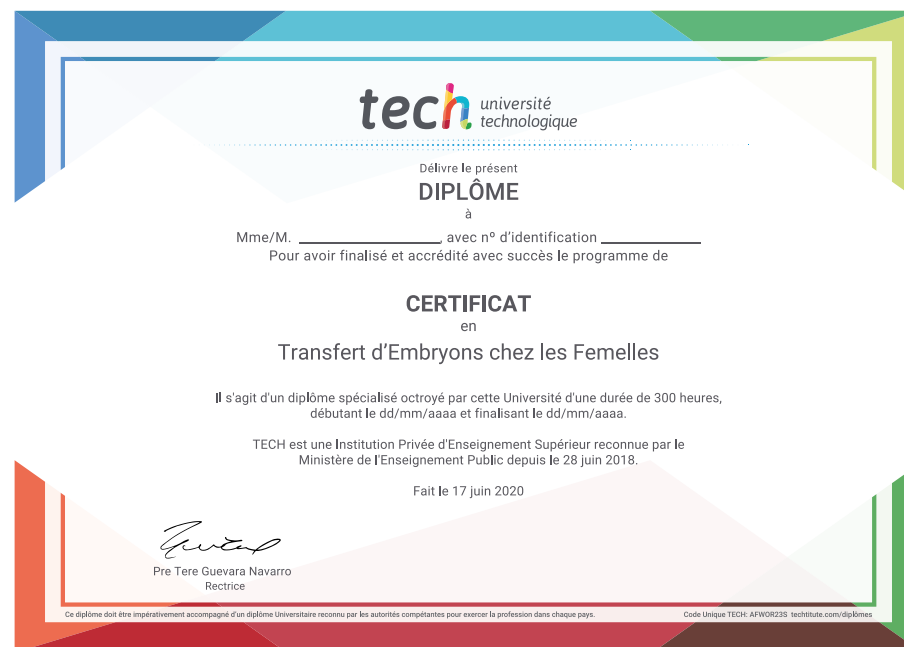 tech université
technologique
Délivre le présent
DIPLÔME
à
Mme/M. ____________________, avec nº d'identification ______________
Pour avoir finalisé et accrédité avec succès le programme de
CERTIFICAT
en
Transfert d'Embryons chez les Femelles
Il s'agit d'un diplôme spécialisé octroyé par cette Université d'une durée de 300 heures,
débutant le dd/mm/aaaa et finalisant le dd/mm/aaaa.
TECH est une Institution Privée d'Enseignement Supérieur reconnue par le
Ministère de l'Enseignement Public depuis le 28 juin 2018.
Fait le 17 juin 2020
Pre Tere Guevara Navarro
Rectrice
Ce diplôme doit être impérativement accompagné d'un diplôme Universitaire reconnu par les autorités compétantes pour exercer la profession dans chaque pays.
Code Unique TECH: AFWOR23S techtitute.com/diplômes